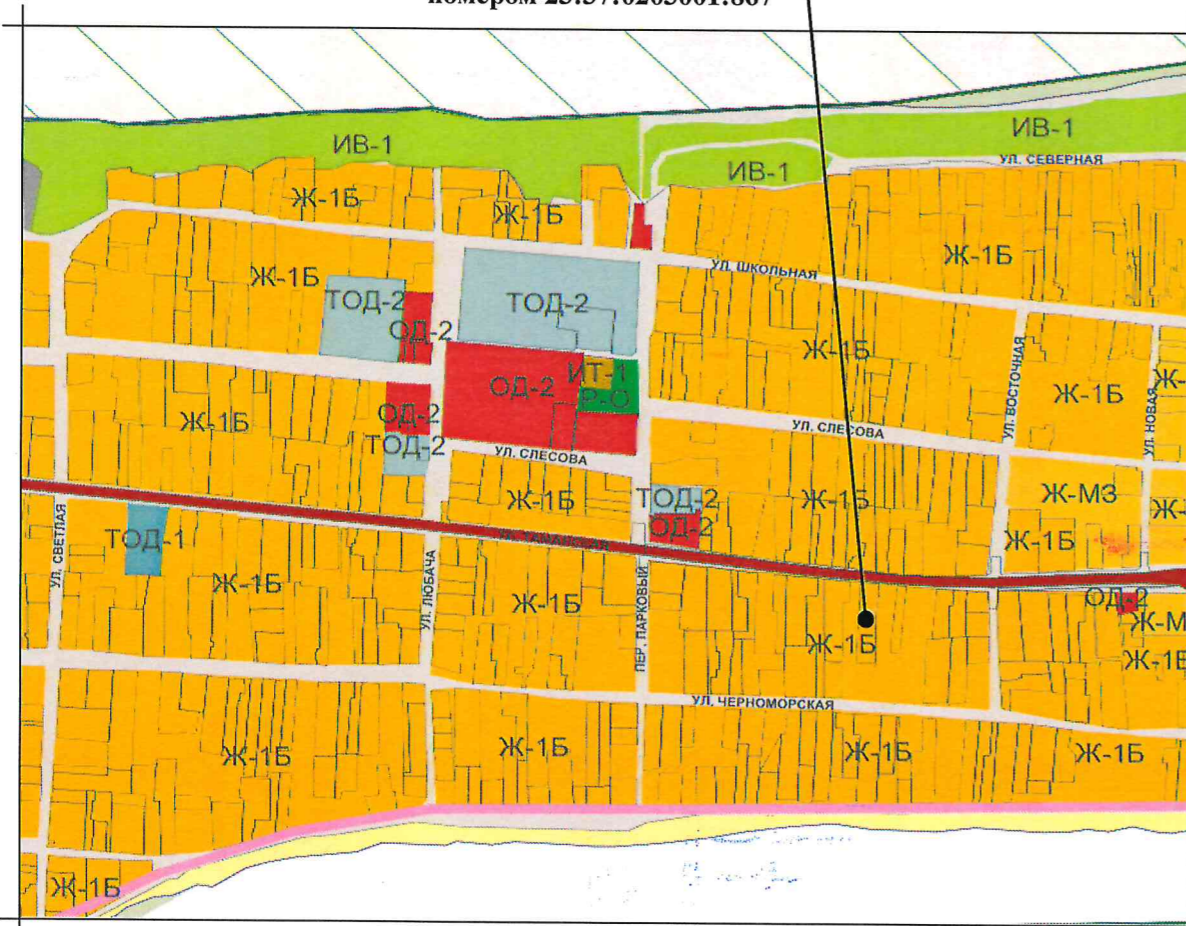 номером 23:37:0203001:867
ИВ-1
ИВ-1
ИВ-1
УЛ. СЕВЕРНАЯ
Ж-1Б
Ж-1Б
Ж-1Б
Ж-1Б
УЛ. ШКОЛЬНАЯ
ТОД-2
ТОД-2
ОД-2
Ж-1Б
УЛ. ВОСТОЧНАЯ
ОД-2
ИТ-1
Р-О
Ж-1Б
Ж-
УЛ. НОВАЯ
Ж-1Б
ОД-2
ТОД-2
УЛ. СЛЕСОВА
УЛ. СЛЕСОВА
Ж-1Б
ТОД-2
ОД-2
Ж-1Б
Ж-МЗ
Ж-
Ж-1Б
УЛ. СВЕТЛАЯ
ТОД-1
УЛ. ТАМАНСКАЯ
Ж-1Б
УЛ. ЛЮБАЧА
Ж-1Б
ПЕР. ПАРКОВЫЙ
Ж-1Б
ОД-2
Ж-М
Ж-1Б
УЛ. ЧЕРНОМОРСКАЯ
Ж-1Б
Ж-1Б
Ж-1Б
Ж-1Б
Ж-1Б